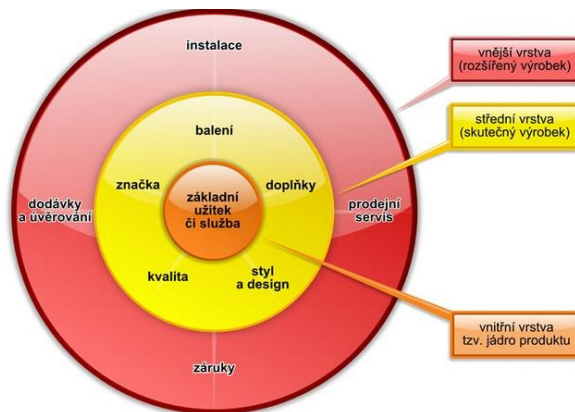 instalace
vnější vrstva
(rozšířený výrobek)
střední vrstva
(skutečný výrobek)
balení
značka
doplňky
základní
užitek
či služba
dodávky
a úvěrování
prodejní
servis
kvalita
styl
a design
vnitřní vrstva
tzv. jádro produktu
záruky